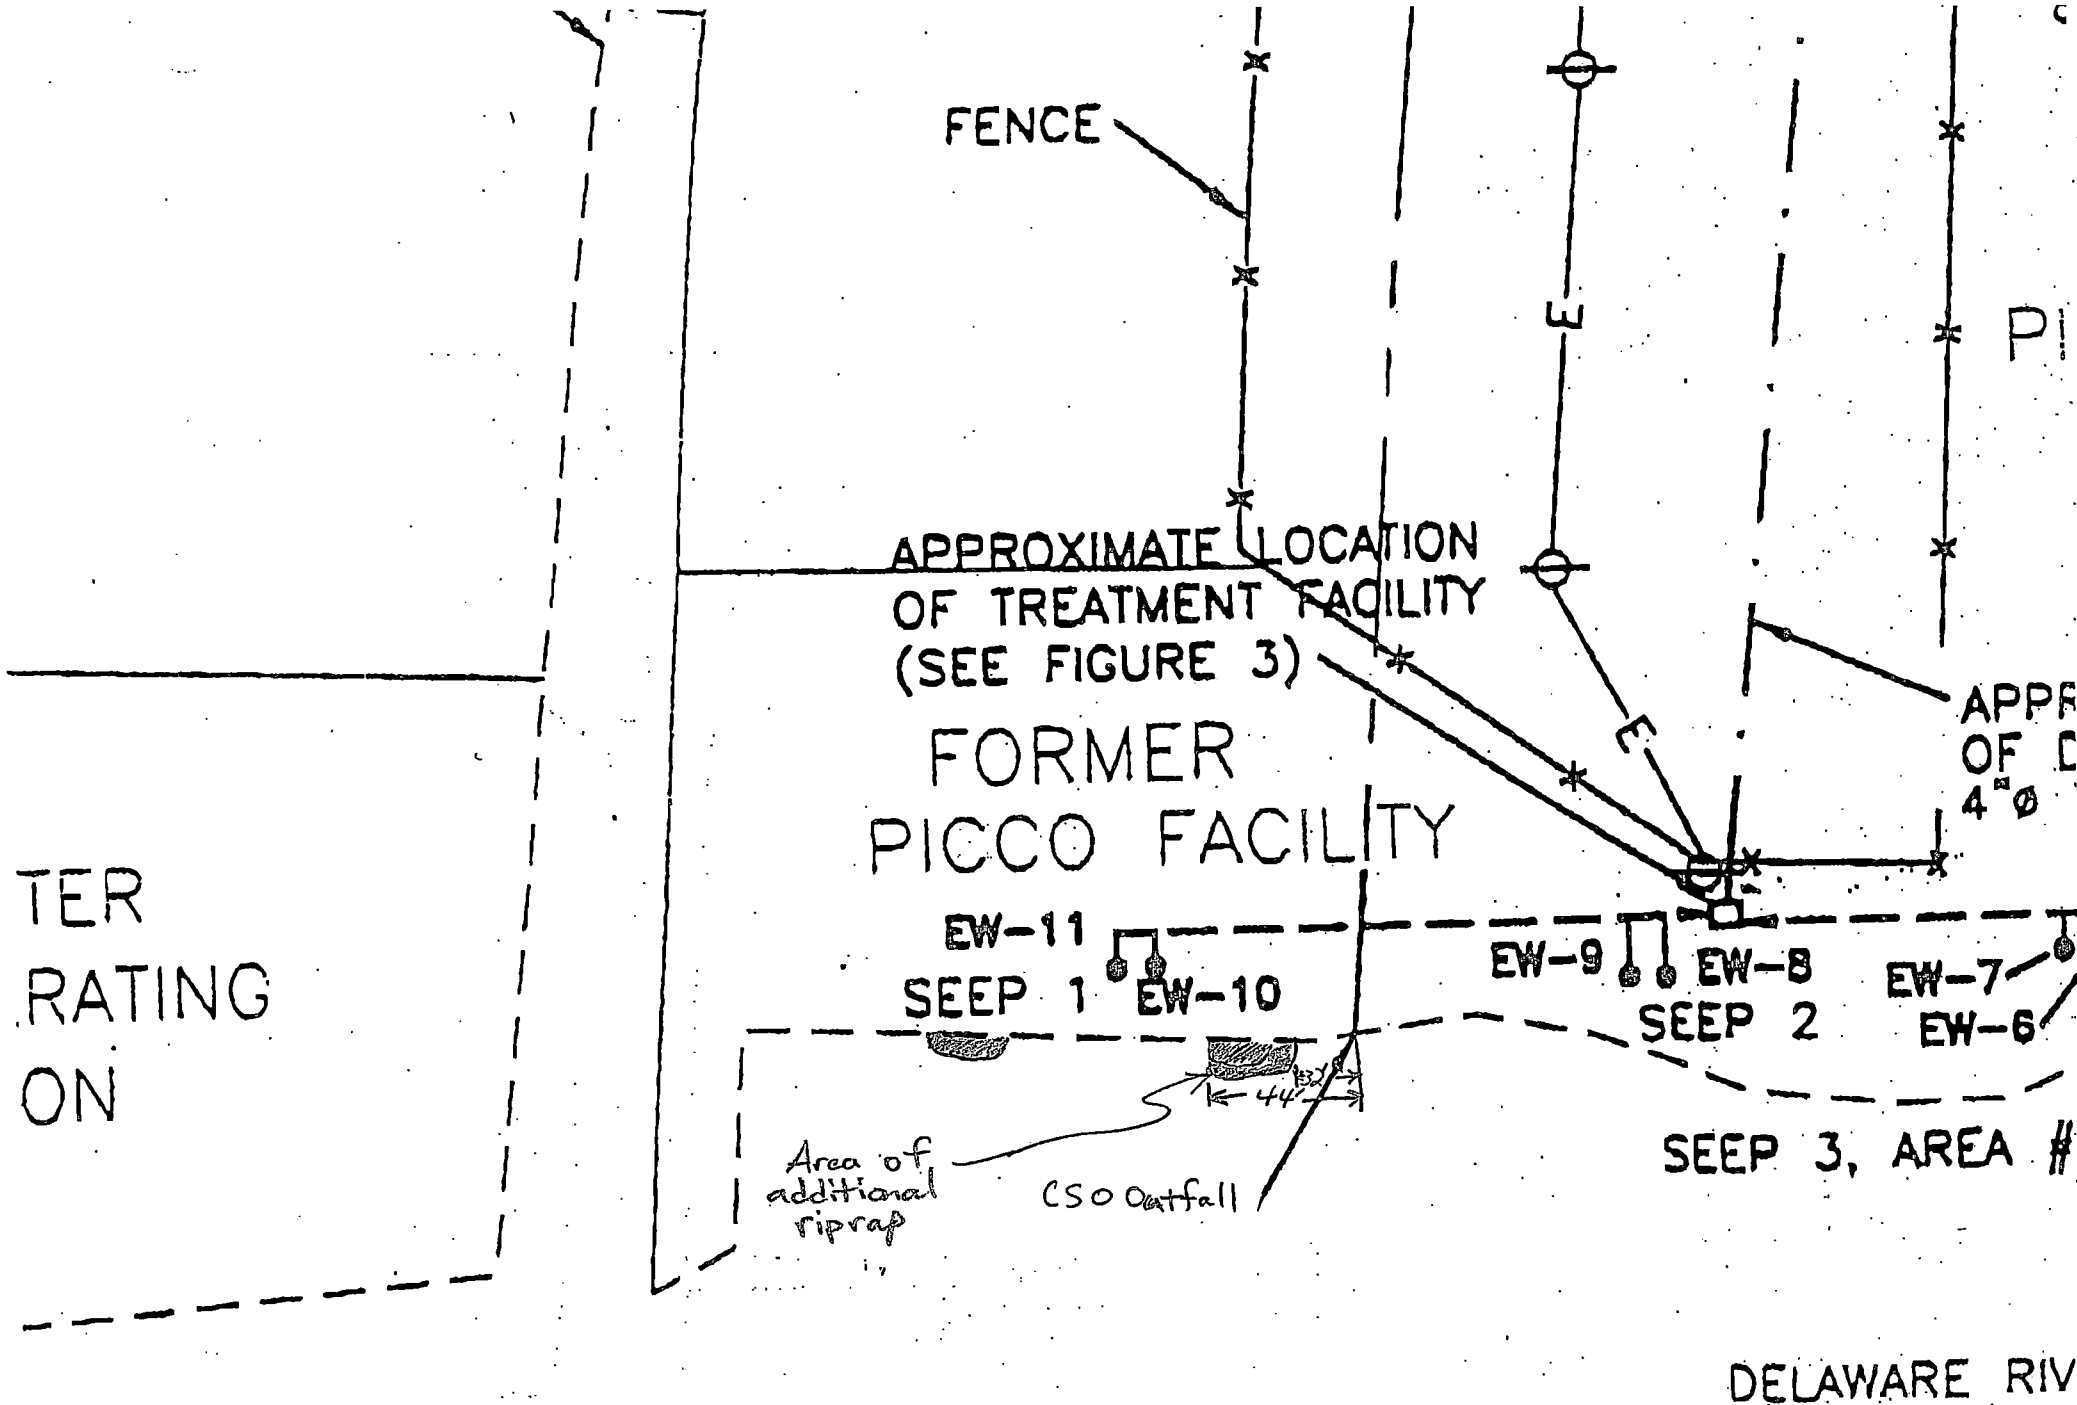 FENCE
E
PI
APPROXIMATE LOCATION
OF TREATMENT FACILITY
(SEE FIGURE 3)
E
APPR
OF D
4"ø
FORMER
PICCO FACILITY
TER
RATING
ON
EW-11
SEEP 1
EW-10
EW-9
EW-8
SEEP 2
EW-7
EW-6
32'
44'
SEEP 3, AREA #
Area of
additional
riprap
CSO Outfall
DELAWARE RIV